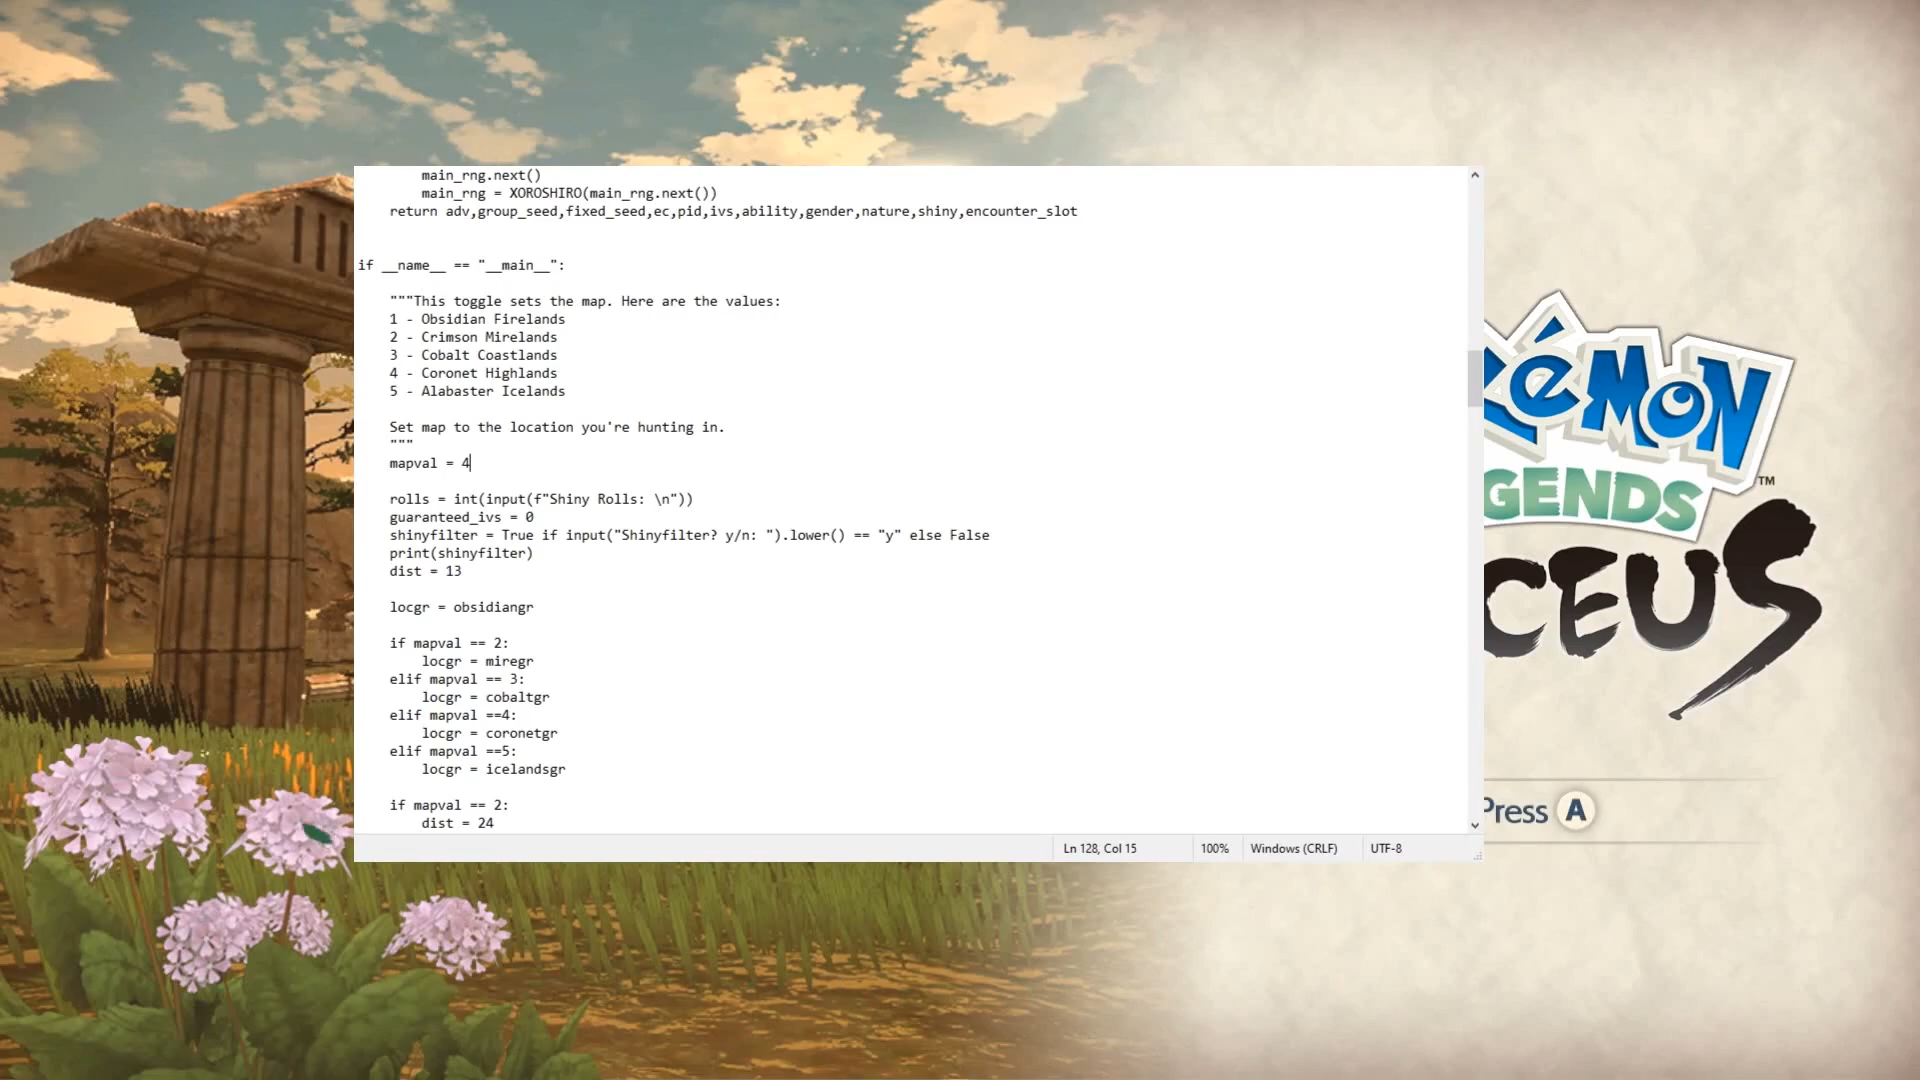 main_rng.next()
        main_rng = XOROSHIRO(main_rng.next())
    return adv,group_seed,fixed_seed,ec,pid,ivs,ability,gender,nature,shiny,encounter_slot
if __name__ == "__main__":
    """This toggle sets the map. Here are the values:
    1 - Obsidian Firelands
    2 - Crimson Mirelands
    3 - Cobalt Coastlands
    4 - Coronet Highlands
    5 - Alabaster Icelands
    Set map to the location you're hunting in.
    """
    mapval = 4
    rolls = int(input(f"Shiny Rolls: \n"))
    guaranteed_ivs = 0
    shinyfilter = True if input("Shinyfilter? y/n: ").lower() == "y" else False
    print(shinyfilter)
    dist = 13
    locgr = obsidiangr
    if mapval == 2:
        locgr = miregr
    elif mapval == 3:
        locgr = cobaltgr
    elif mapval ==4:
        locgr = coronetgr
    elif mapval ==5:
        locgr = icelandsgr
    if mapval == 2:
        dist = 24
Ln 128, Col 15
100%
Windows (CRLF)
UTF-8
éMON
GENDS
TM
CEUS
Press A